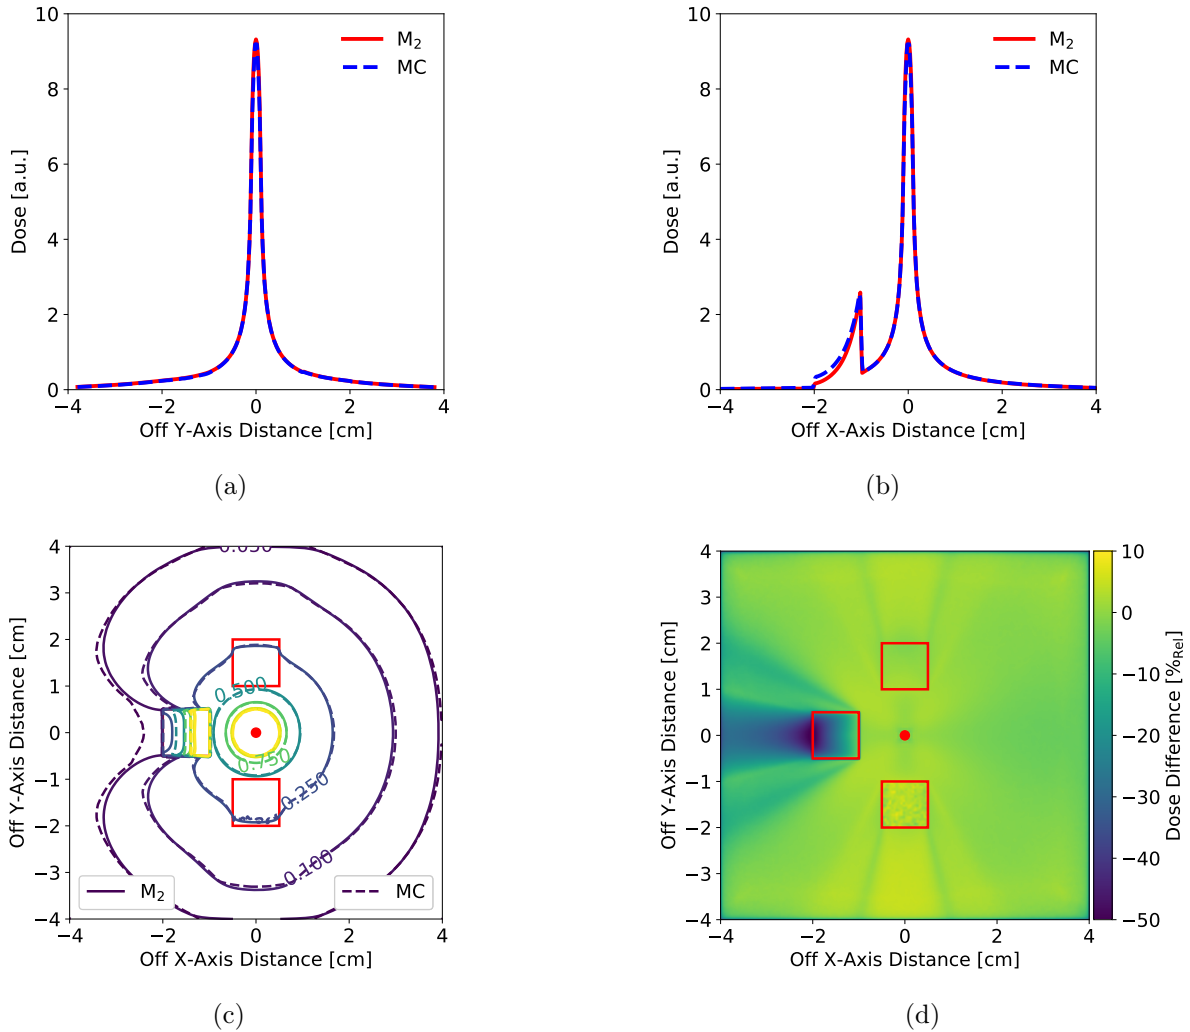 10
8
6
4
2
0
Dose [a.u.]
M2
MC
−4 −2 0 2 4
Off Y-Axis Distance [cm]
(a)
10
8
6
4
2
0
Dose [a.u.]
M2
MC
−4 −2 0 2 4
Off X-Axis Distance [cm]
(b)
4
3
2
1
0
−1
−2
−3
−4
Off Y-Axis Distance [cm]
0.500
0.750
0.250
0.100
M2
MC
−4 −2 0 2 4
Off X-Axis Distance [cm]
(c)
4
3
2
1
0
−1
−2
−3
−4
Off Y-Axis Distance [cm]
−4 −2 0 2 4
Off X-Axis Distance [cm]
10
0
−10
−20
−30
−40
−50
Dose Difference [%Rel]
(d)